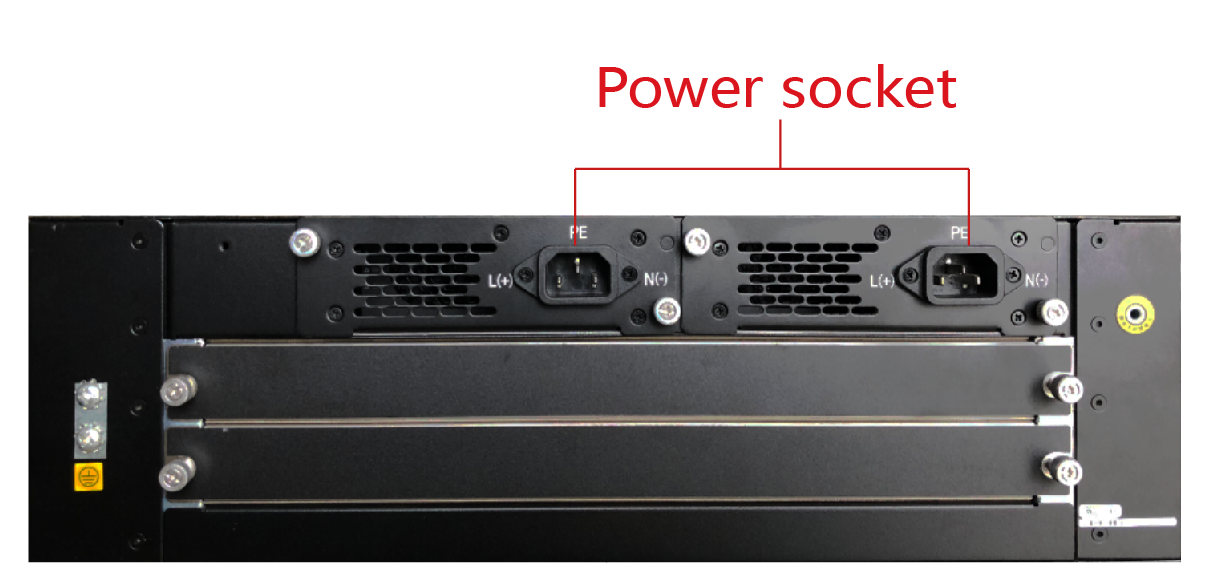 Power socket
PE
PE
L(+)
N(-)
L(+)
N(-)